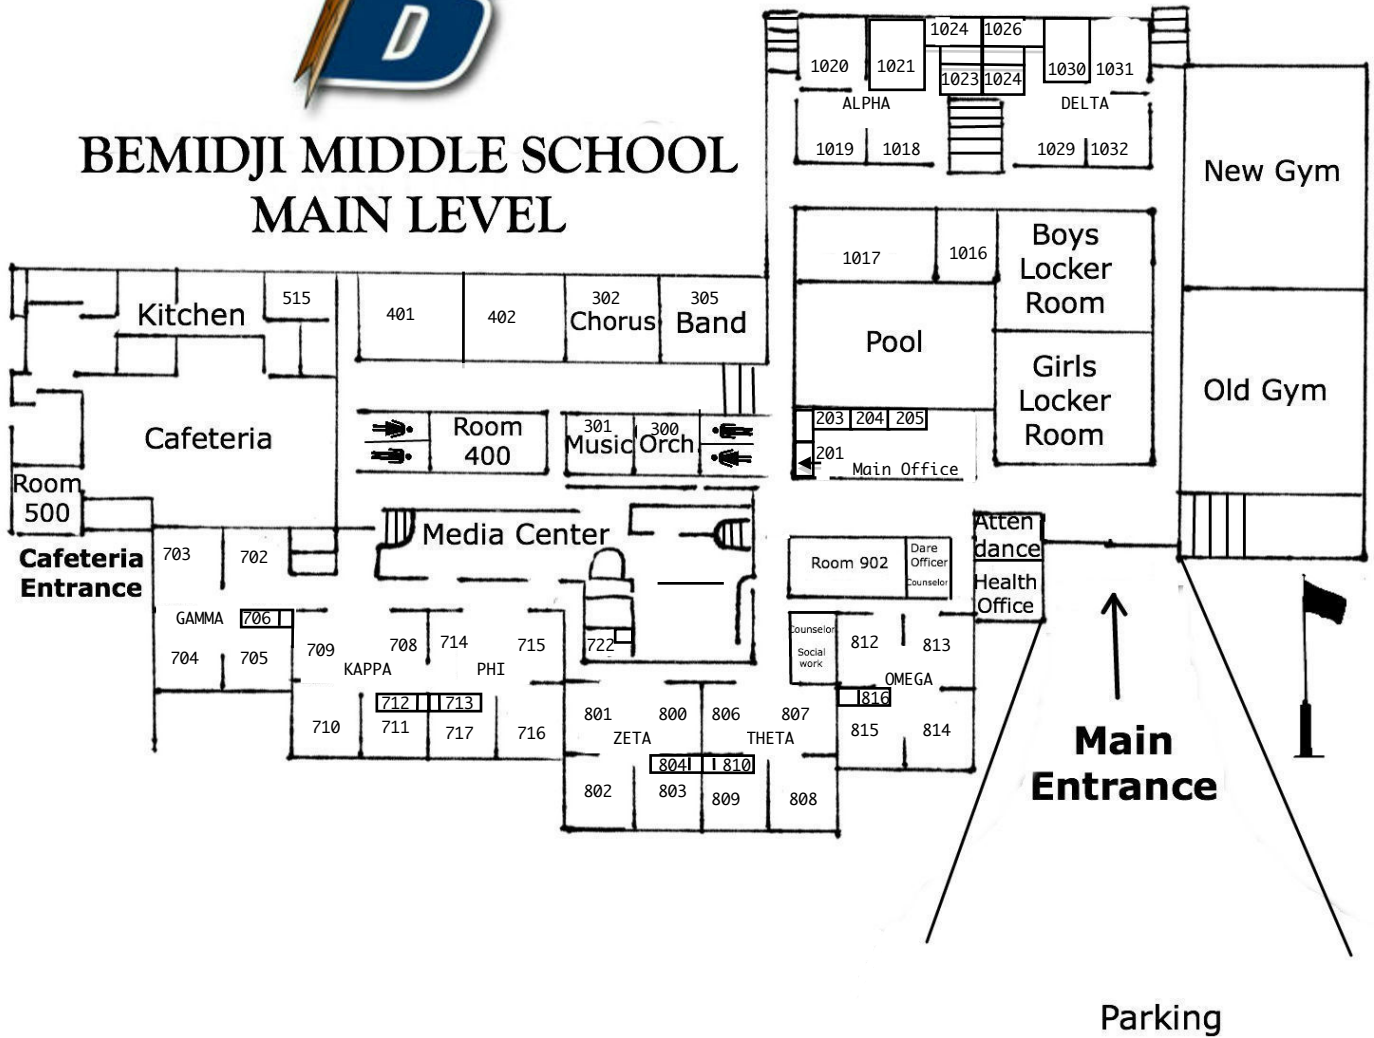 D
BEMIDJI MIDDLE SCHOOL
MAIN LEVEL
1024 1026
1020 1021 1023 1024 1030 1031
ALPHA DELTA
1019 1018 1029 1032
New Gym
1017 1016
Boys
Locker
Room
Pool
Girls
Locker
Room
Old Gym
203 204 205
201
Main Office
Kitchen
515
401
402
302
Chorus
305
Band
Cafeteria
Room
400
301
Music
300
Orch
Room
500
Cafeteria
Entrance
Media Center
Room 902
Dare
Officer
Counselor
Atten
dance
Health
Office
703 702
GAMMA 706
704 705
709 708
KAPPA
712
710 711
714 715
PHI
713
717 716
722
801 800
ZETA
804
802 803
806 807
THETA
810
809 808
Counselor
Social
work
812 813
OMEGA
816
815 814
Main
Entrance
Parking